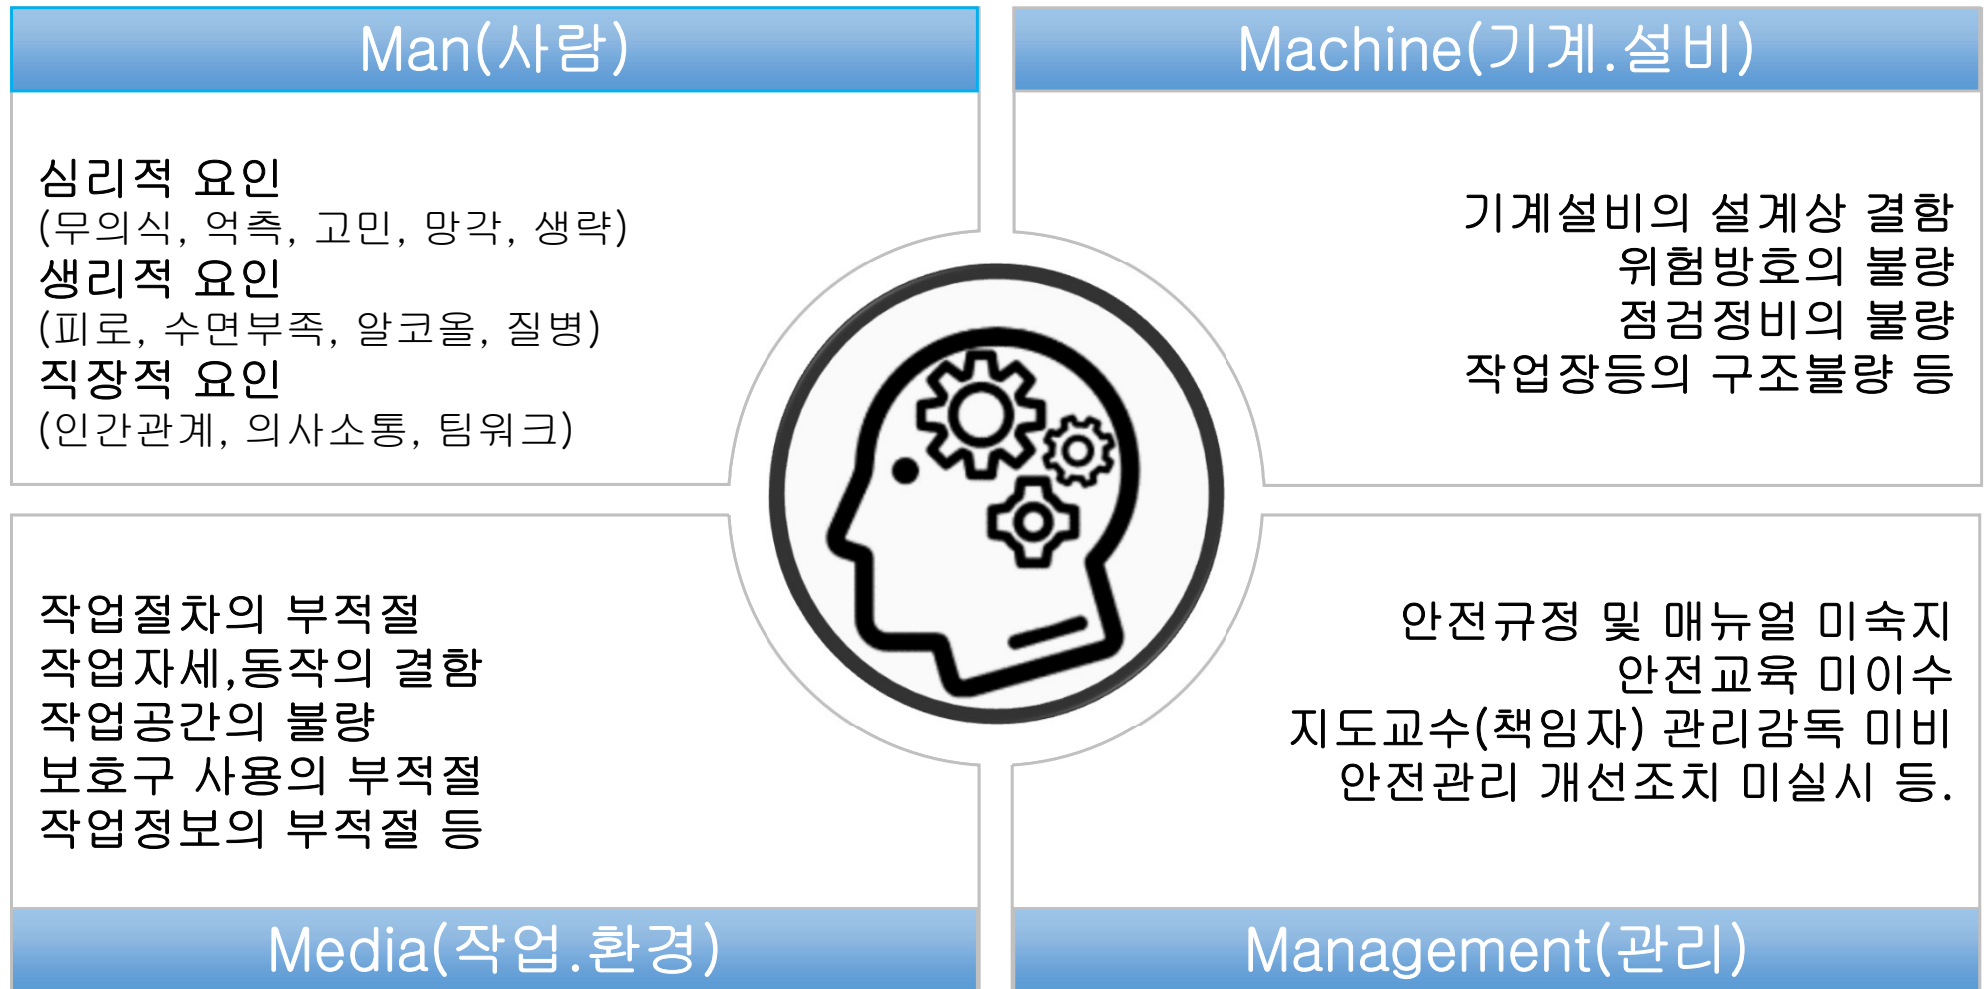 Man(사람)
심리적 요인
(무의식, 억측, 고민, 망각, 생략)
생리적 요인
(피로, 수면부족, 알코올, 질병)
직장적 요인
(인간관계, 의사소통, 팀워크)
Machine(기계.설비)
기계설비의 설계상 결함
위험방호의 불량
점검정비의 불량
작업장등의 구조불량 등
작업절차의 부적절
작업자세,동작의 결함
작업공간의 불량
보호구 사용의 부적절
작업정보의 부적절 등
Media(작업.환경)
안전규정 및 매뉴얼 미숙지
안전교육 미이수
지도교수(책임자) 관리감독 미비
안전관리 개선조치 미실시 등.
Management(관리)